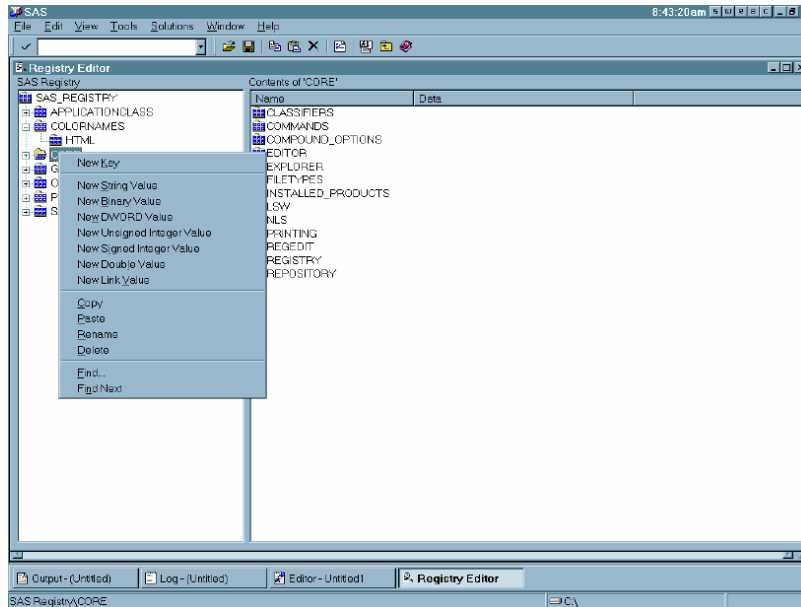 SAS
8:43:20am
File Edit View Tools Solutions Window Help
Registry Editor
SAS Registry
Contents of 'CORE'
SAS_REGISTRY
Name Data
APPLICATIONCLASS
COLORNAMES
HTML
CLASSIFIERS
COMMANDS
COMPOUND_OPTIONS
EDITOR
EXPLORER
FILETYPES
INSTALLED_PRODUCTS
LSW
NLS
PRINTING
REGEDIT
REGISTRY
REPOSITORY
New Key
New String Value
New Binary Value
New DWORD Value
New Unsigned Integer Value
New Signed Integer Value
New Double Value
New Link Value
Copy
Paste
Rename
Delete
Find...
Find Next
Output - (Untitled)
Log - (Untitled)
Editor - Untitled1
Registry Editor
SAS Registry\CORE
C:\